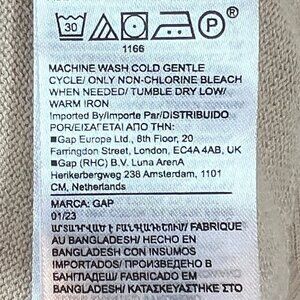 30 P ®
1166
MACHINE WASH COLD GENTLE
CYCLE/ ONLY NON-CHLORINE BLEACH
WHEN NEEDED/ TUMBLE DRY LOW/
WARM IRON
Imported By/Importe Par/DISTRIBUIDO
POR/ΕΙΣΑΓΕΤΑΙ ΑΠΟ ΤΗΝ:
■Gap Europe Ltd., 8th Floor, 20
Farringdon Street, London, EC4A 4AB, UK
■Gap (RHC) B.V. Luna ArenA
Herikerbergweg 238 Amsterdam, 1101
CM, Netherlands
MARCA: GAP
01/23
FABRIQUE
AU BANGLADESH/ HECHO EN
BANGLADESH CON INSUMOS
IMPORTADOS/ ПРОИЗВЕДЕНО В
БАНГЛАДЕШ/ FABRICADO EM
BANGLADESH/